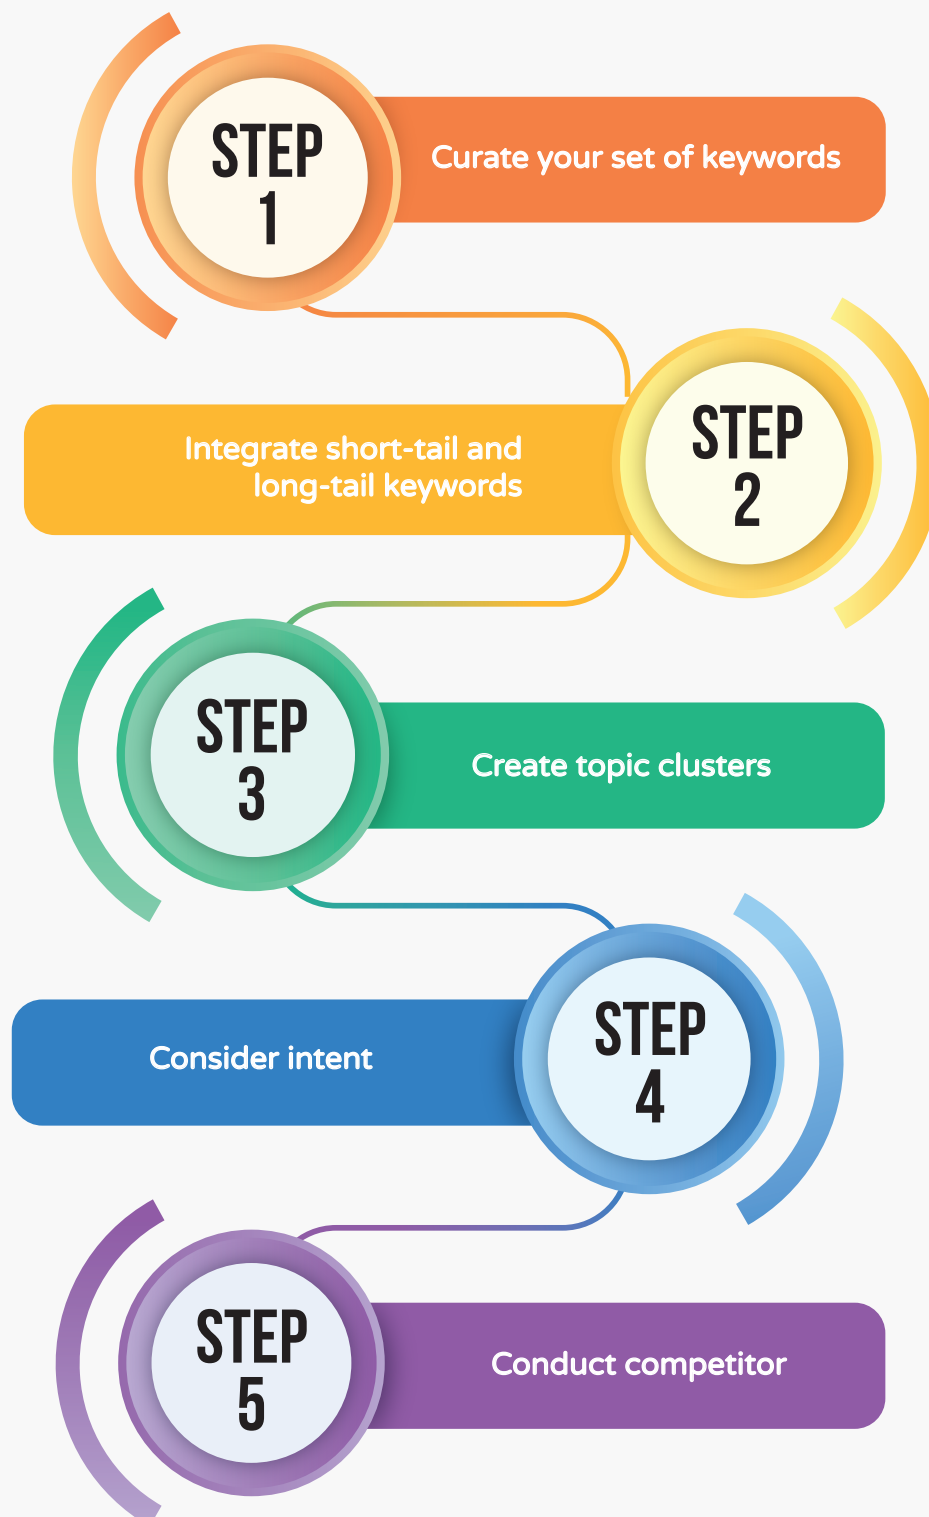 STEP
1
Curate your set of keywords
Integrate short-tail and
long-tail keywords
STEP
2
STEP
3
Create topic clusters
Consider intent
STEP
4
STEP
5
Conduct competitor